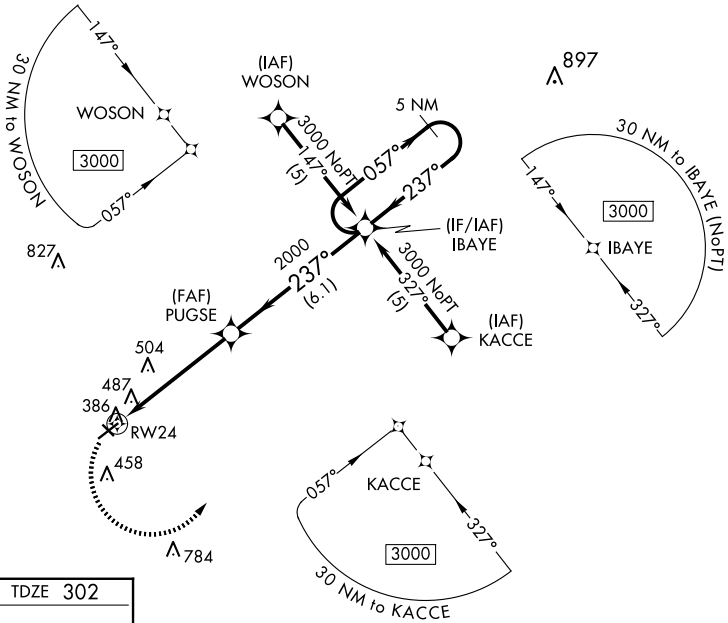 147°
30 NM to WOSON
WOSON
3000
057°
(IAF)
WOSON
3000 NoPT
147°
(5)
5 NM
057°
237°
(IF/IAF)
IBAYE
897
30 NM to IBAYE (NoPT)
147°
3000
IBAYE
327°
827
2000
237°
(6.1)
3000 NoPT
327°
(5)
(IAF)
KACCE
(FAF)
PUGSE
504
487
386
RW24
458
784
057°
KACCE
327°
3000
30 NM to KACCE
TDZE 302